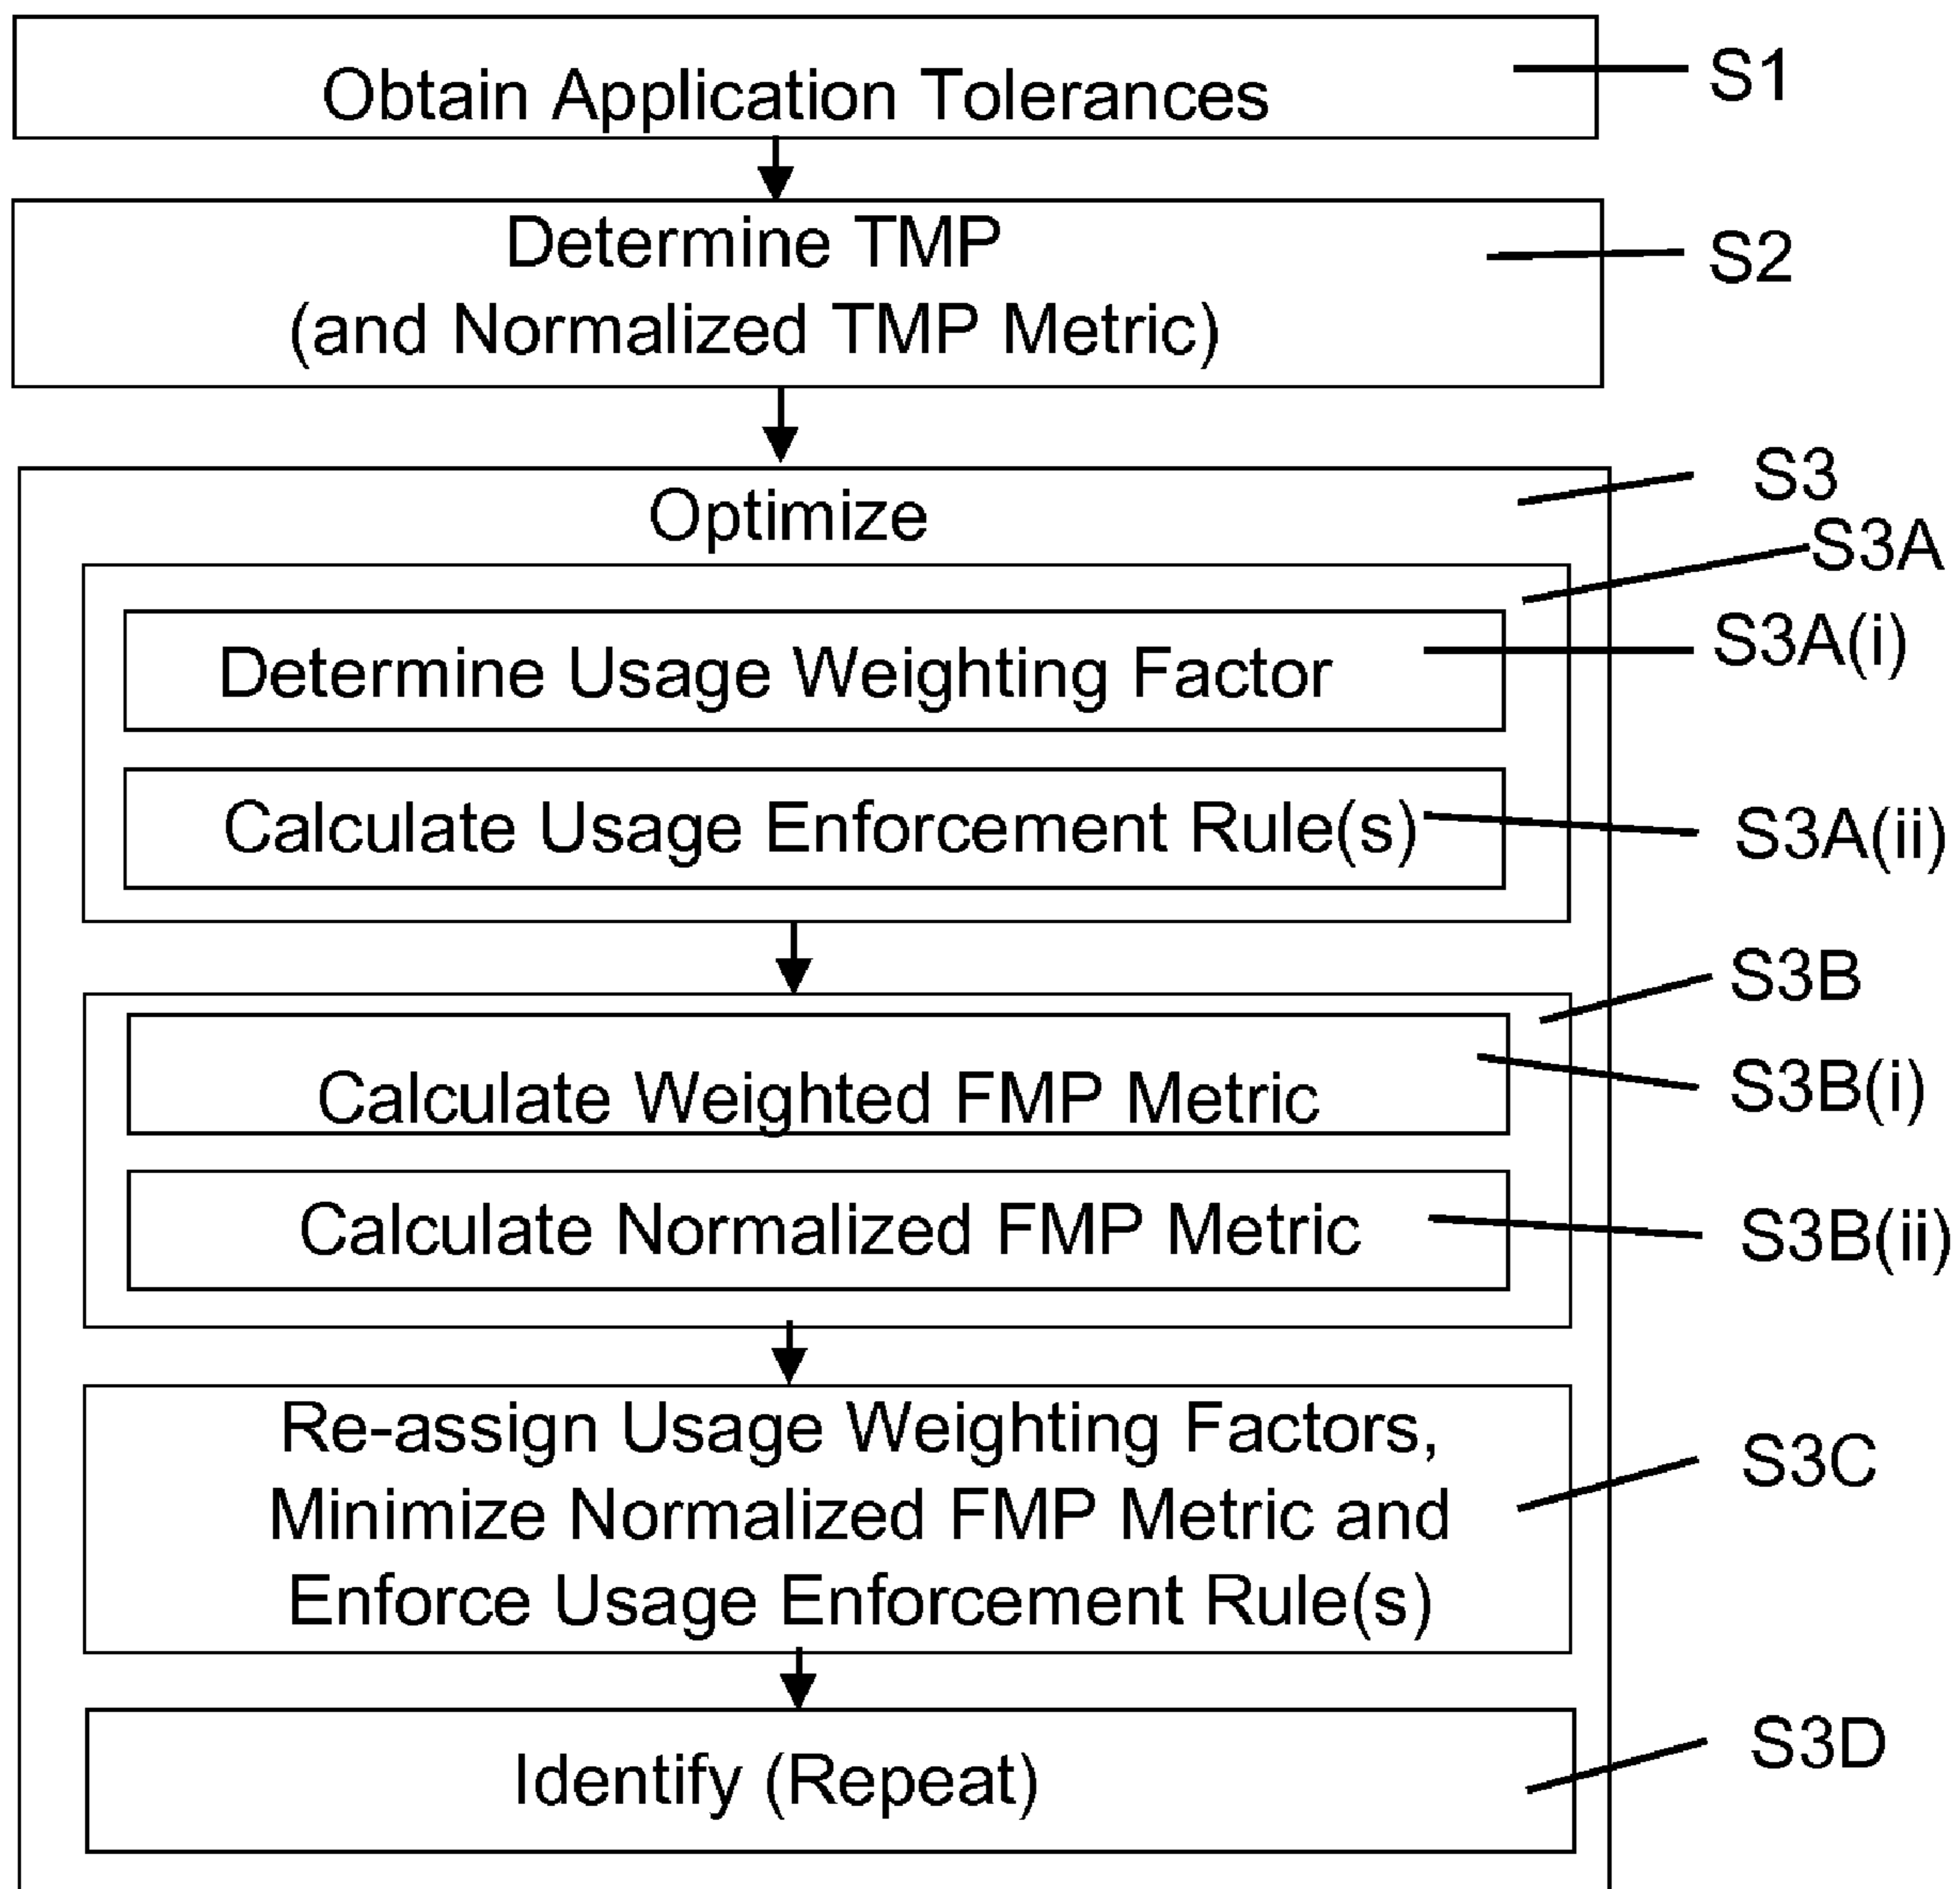 Obtain Application Tolerances
S1
Determine TMP
(and Normalized TMP Metric)
S2
Optimize
S3
S3A
Determine Usage Weighting Factor
S3A(i)
Calculate Usage Enforcement Rule(s)
S3A(ii)
S3B
Calculate Weighted FMP Metric
S3B(i)
Calculate Normalized FMP Metric
S3B(ii)
Re-assign Usage Weighting Factors,
Minimize Normalized FMP Metric and
Enforce Usage Enforcement Rule(s)
S3C
Identify (Repeat)
S3D